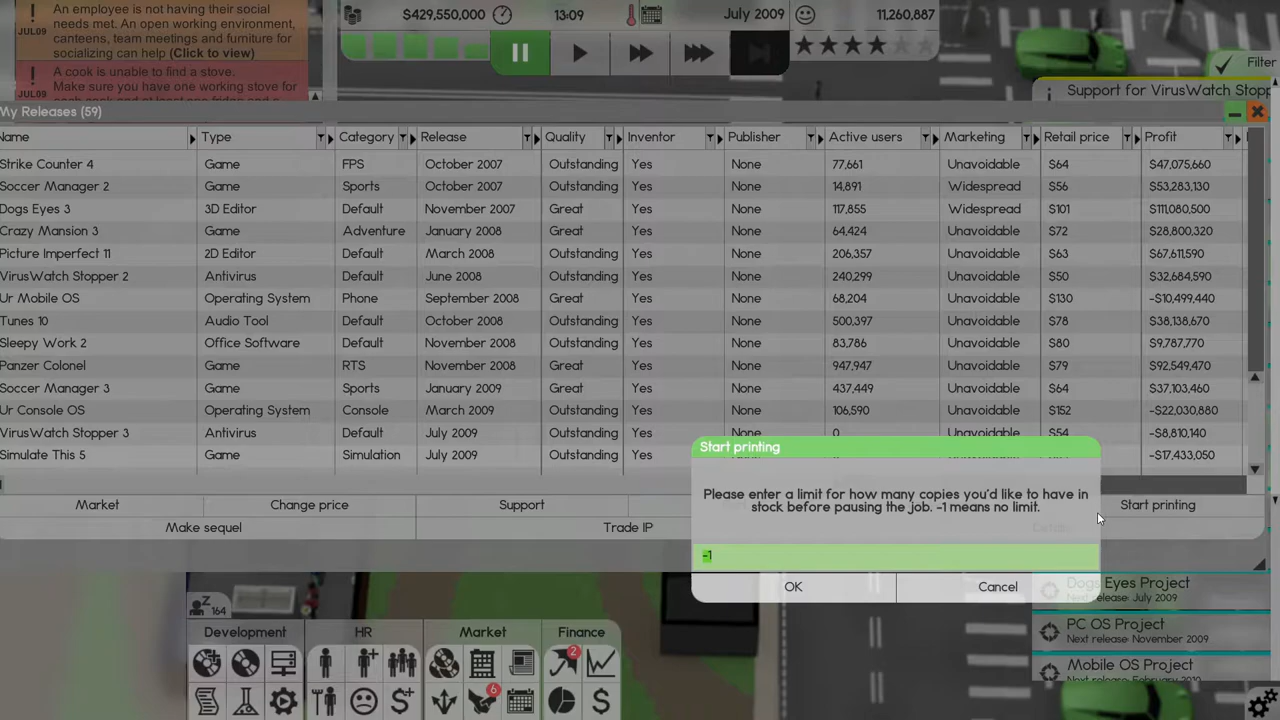 An employee is not having their social
needs met. An open working environment,
canteens, team meetings and furniture for
socializing can help (Click to view)
JUL09
A cook is unable to find a stove.
Make sure you have one working stove for
JUL09
$429,550,000
13:09
July 2009
11,260,887
Filter
Support for VirusWatch Stopp
My Releases (59)
Name Type Category Release Quality Inventor Publisher Active users Marketing Retail price Profit
Strike Counter 4 Game FPS October 2007 Outstanding Yes None 77,661 Unavoidable $64 $47,075,660
Soccer Manager 2 Game Sports October 2007 Outstanding Yes None 14,891 Widespread $56 $53,283,130
Dogs Eyes 3 3D Editor Default November 2007 Great Yes None 117,855 Widespread $101 $111,080,500
Crazy Mansion 3 Game Adventure January 2008 Great Yes None 64,424 Unavoidable $72 $28,800,320
Picture Imperfect 11 2D Editor Default March 2008 Outstanding Yes None 206,357 Unavoidable $63 $67,611,590
VirusWatch Stopper 2 Antivirus Default June 2008 Outstanding Yes None 240,299 Unavoidable $50 $32,684,590
Ur Mobile OS Operating System Phone September 2008 Great Yes None 68,204 Unavoidable $130 -$10,499,440
Tunes 10 Audio Tool Default October 2008 Outstanding Yes None 500,397 Unavoidable $78 $38,138,670
Sleepy Work 2 Office Software Default November 2008 Outstanding Yes None 83,786 Unavoidable $80 $9,787,770
Panzer Colonel Game RTS November 2008 Great Yes None 947,947 Unavoidable $79 $92,549,470
Soccer Manager 3 Game Sports January 2009 Great Yes None 437,449 Unavoidable $64 $37,103,460
Ur Console OS Operating System Console March 2009 Outstanding Yes None 106,590 Unavoidable $152 -$22,030,880
VirusWatch Stopper 3 Antivirus Default July 2009 Outstanding Yes None 0 Unavoidable $54 -$8,810,140
Simulate this Game Simulation July 2009 Outstanding Yes -$17,433,050
Start printing
Please enter a limit for how many copies you'd like to have in
stock before pausing the job. -1 means no limit.
-1
OK Cancel
Market Change price Support Start printing
Make sequel Trade IP Details
Dogs Eyes Project
Next release: July 2009
PC OS Project
Next release: November 2009
Mobile OS Project
Next release: February 2010
Z
164
Development HR Market Finance
2
6